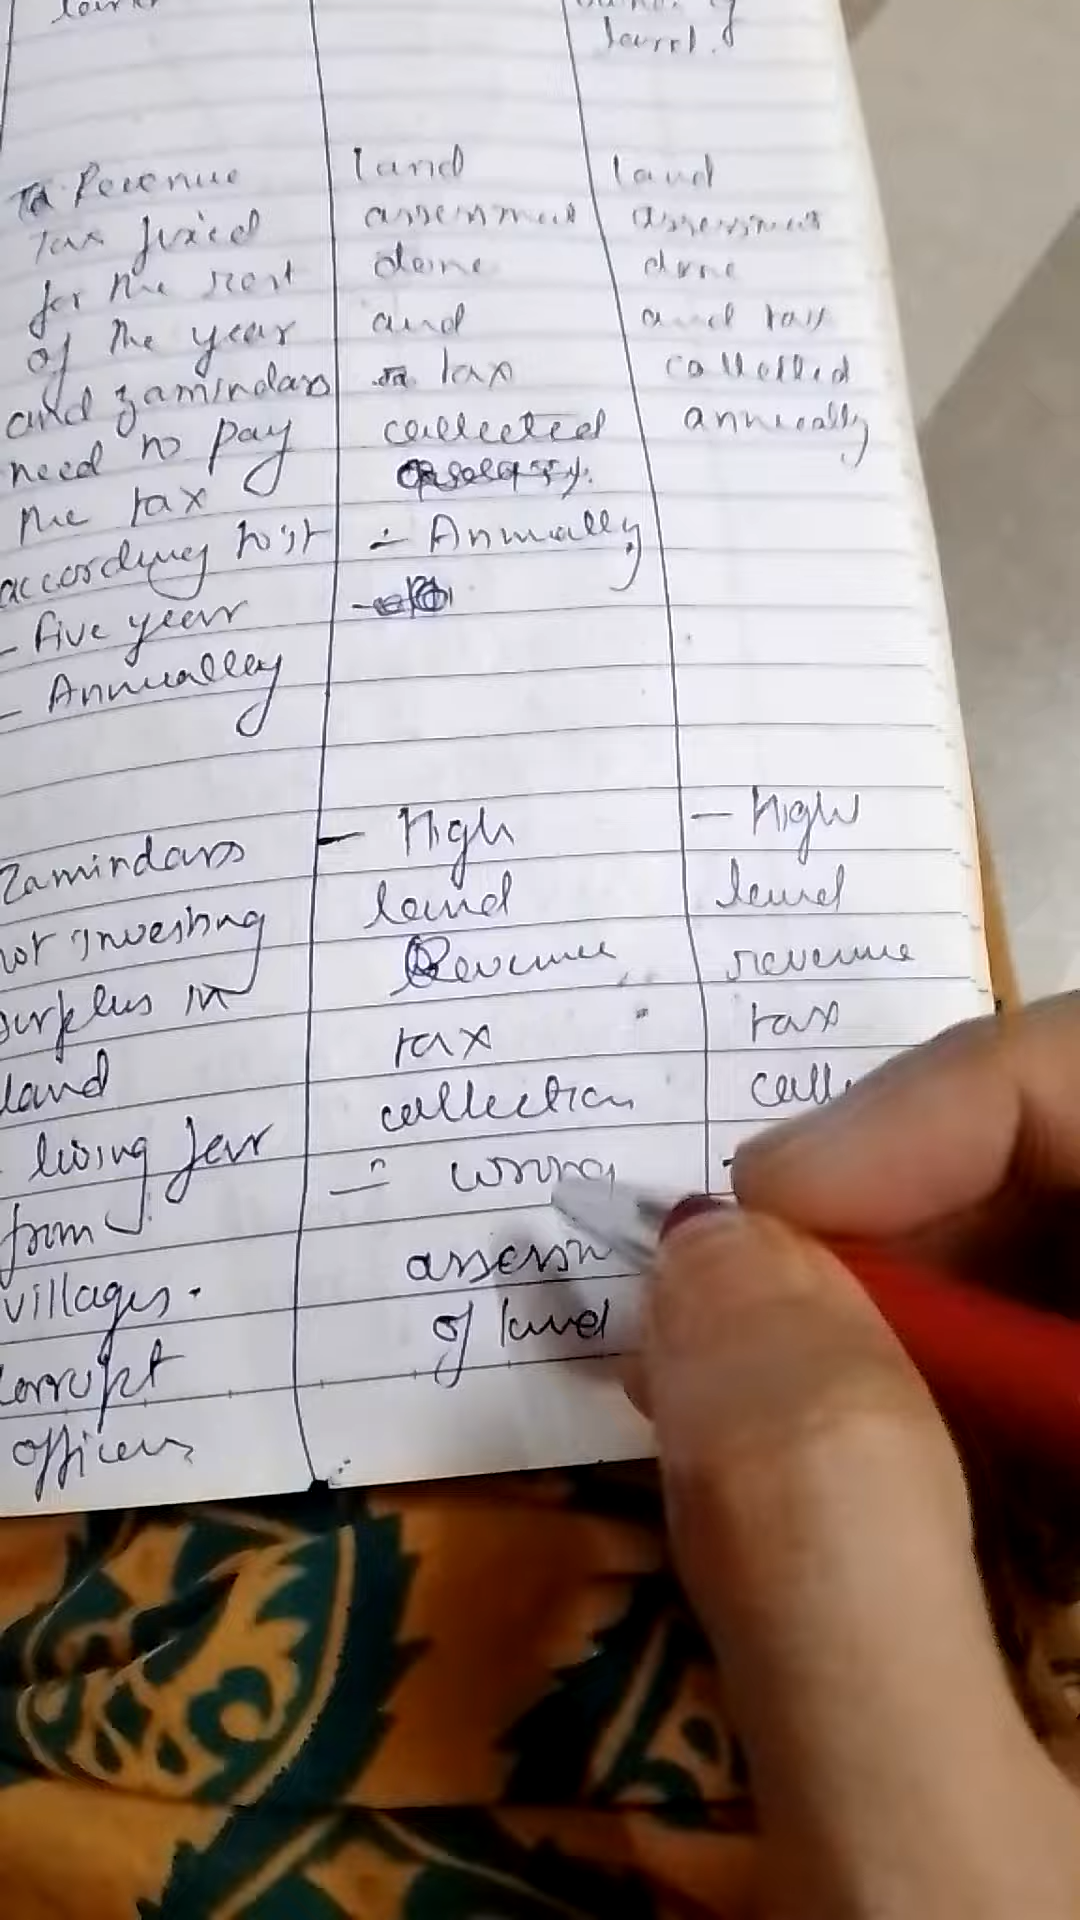 land.
Revenue
Tax fixed
for the rest
of the year
and zamindars
need to pay
the tax
according to it
- Five year
- Annualley
land
assessment
done
and
tax
collected
- Annually
land
assessment
done
and tax
collected
annually
Zamindars
not investing
surplus in
land
living far
from
villages.
corrupt
officers
- High
land
Revenue
tax
collection
- wrong
assessm
of land
- High
land
revenue
tax
colle